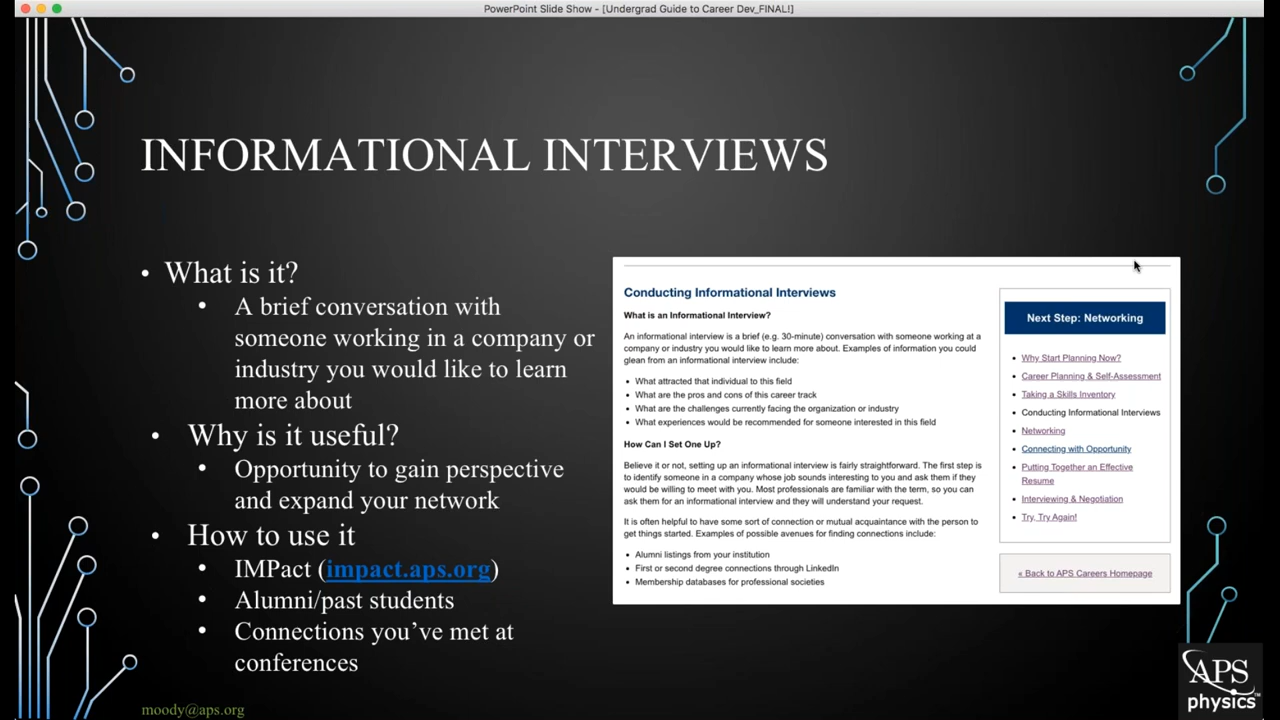 PowerPoint Slide Show - [Undergrad Guide to Career Dev_FINAL!]
INFORMATIONAL INTERVIEWS
• What is it?
• A brief conversation with
someone working in a company or
industry you would like to learn
more about
• Why is it useful?
• Opportunity to gain perspective
and expand your network
• How to use it
• IMPact (impact.aps.org)
• Alumni/past students
• Connections you’ve met at
conferences
moody@aps.org
Conducting Informational Interviews
What is an Informational Interview?
An informational interview is a brief (e.g. 30-minute) conversation with someone working at a
company or industry you would like to learn more about. Examples of information you could
glean from an informational interview include:
• What attracted that individual to this field
• What are the pros and cons of this career track
• What are the challenges currently facing the organization or industry
• What experiences would be recommended for someone interested in this field
How Can I Set One Up?
Believe it or not, setting up an informational interview is fairly straightforward. The first step is
to identify someone in a company whose job sounds interesting to you and ask them if they
would be willing to meet with you. Most professionals are familiar with the term, so you can
ask them for an informational interview and they will understand your request.
It is often helpful to have some sort of connection or mutual acquaintance with the person to
get things started. Examples of possible avenues for finding connections include:
• Alumni listings from your institution
• First or second degree connections through LinkedIn
• Membership databases for professional societies
Next Step: Networking
• Why Start Planning Now?
• Career Planning & Self-Assessment
• Taking a Skills Inventory
• Conducting Informational Interviews
• Networking
• Connecting with Opportunity
• Putting Together an Effective
Resume
• Interviewing & Negotiation
• Try, Try Again!
« Back to APS Careers Homepage
APS
physics